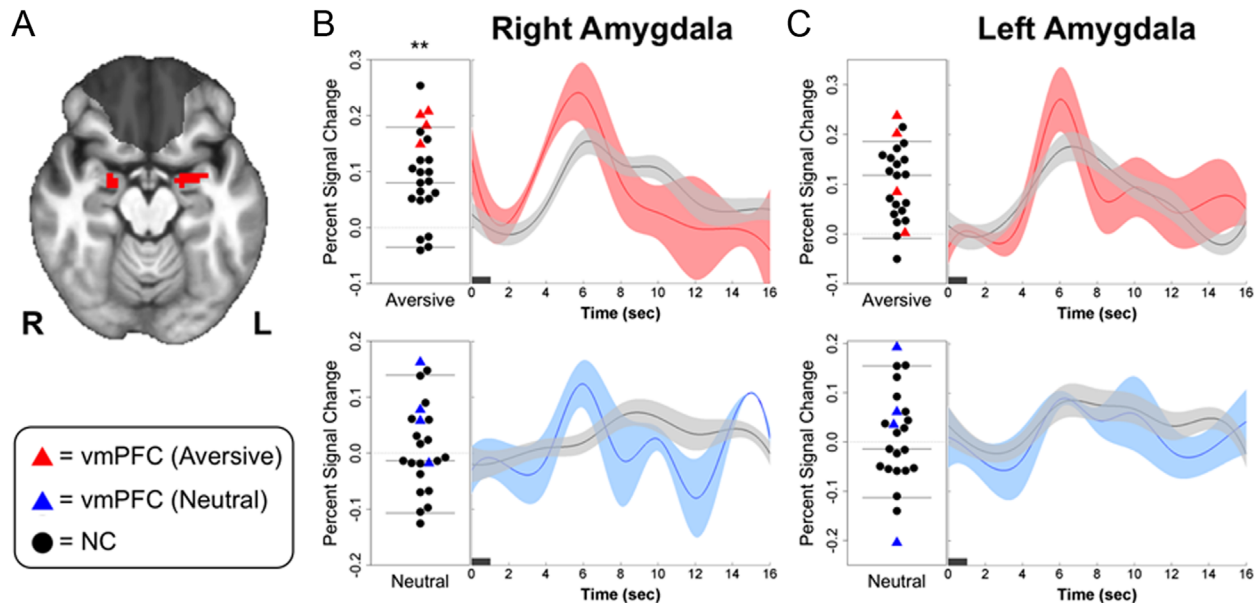 A
B
Right Amygdala
C
Left Amygdala
R
L
▲ = vmPFC (Aversive)
▲ = vmPFC (Neutral)
● = NC
**
Percent Signal Change
0.3
0.2
0.1
0.0
-0.1
Aversive
0 2 4 6 8 10 12 14 16
Time (sec)
Percent Signal Change
0.3
0.2
0.1
0.0
-0.1
Aversive
0 2 4 6 8 10 12 14 16
Time (sec)
Percent Signal Change
0.2
0.1
0.0
-0.1
-0.2
Neutral
0 2 4 6 8 10 12 14 16
Time (sec)
Percent Signal Change
0.2
0.1
0.0
-0.1
-0.2
Neutral
0 2 4 6 8 10 12 14 16
Time (sec)